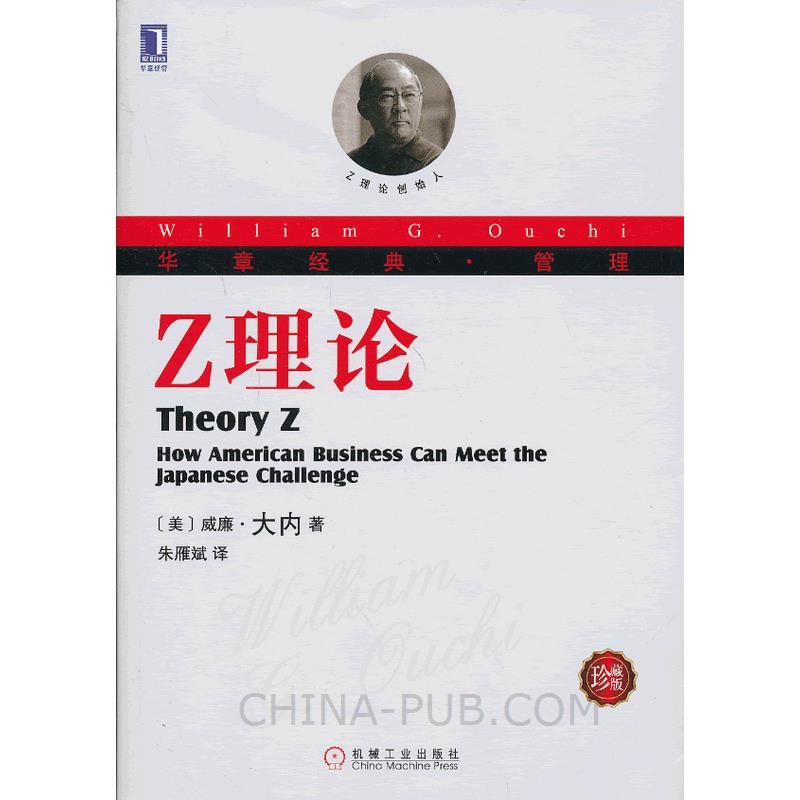 HZ Books
华章经管
Z理论创始人
William G. Ouchi
华章经典·管理
Z理论
Theory Z
How American Business Can Meet the
Japanese Challenge
〔美〕威廉·大内 著
朱雁斌 译
William
G. Ouchi
珍藏版
CHINA-PUB.COM
机械工业出版社
China Machine Press